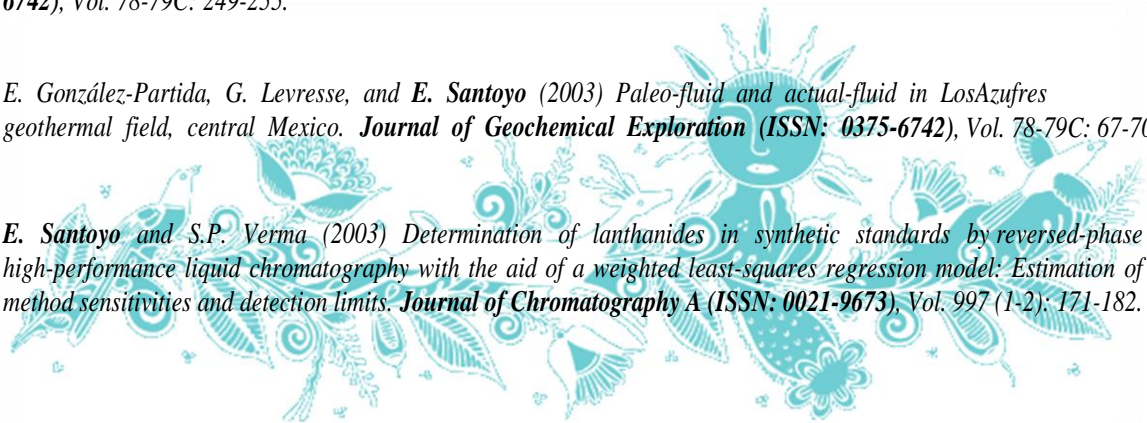 6742), Vol. 78-79C: 249-255.
E. González-Partida, G. Levresse, and E. Santoyo (2003) Paleo-fluid and actual-fluid in LosAzufres
geothermal field, central Mexico. Journal of Geochemical Exploration (ISSN: 0375-6742), Vol. 78-79C: 67-70
E. Santoyo and S.P. Verma (2003) Determination of lanthanides in synthetic standards by reversed-phase
high-performance liquid chromatography with the aid of a weighted least-squares regression model: Estimation of
method sensitivities and detection limits. Journal of Chromatography A (ISSN: 0021-9673), Vol. 997 (1-2): 171-182.